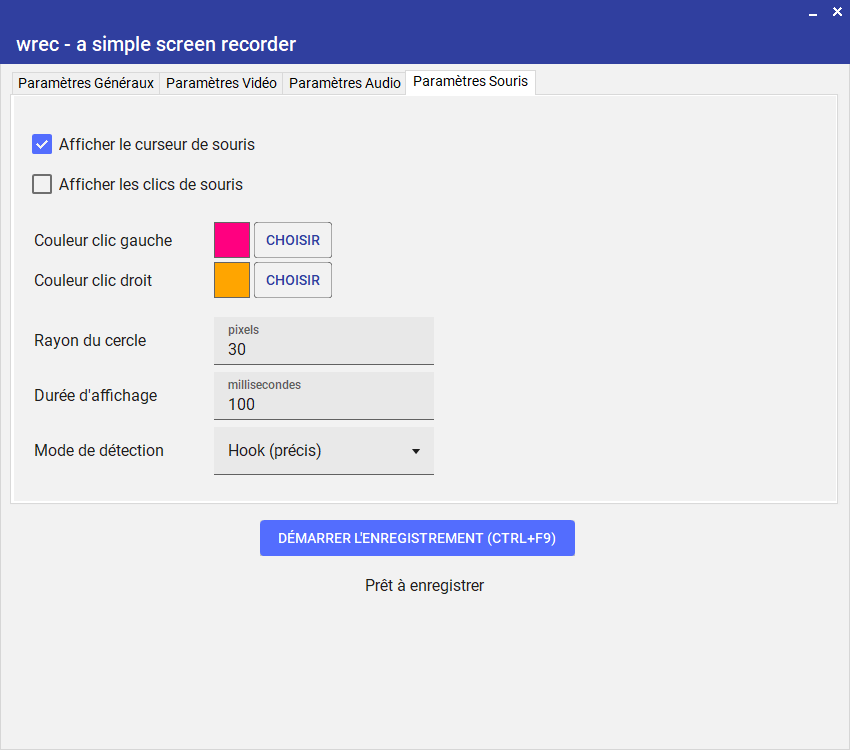 wrec - a simple screen recorder
Paramètres Généraux Paramètres Vidéo Paramètres Audio Paramètres Souris
Afficher le curseur de souris
Afficher les clics de souris
Couleur clic gauche CHOISIR
Couleur clic droit CHOISIR
pixels
Rayon du cercle 30
millisecondes
Durée d'affichage 100
Mode de détection Hook (précis)
DÉMARRER L'ENREGISTREMENT (CTRL+F9)
Prêt à enregistrer